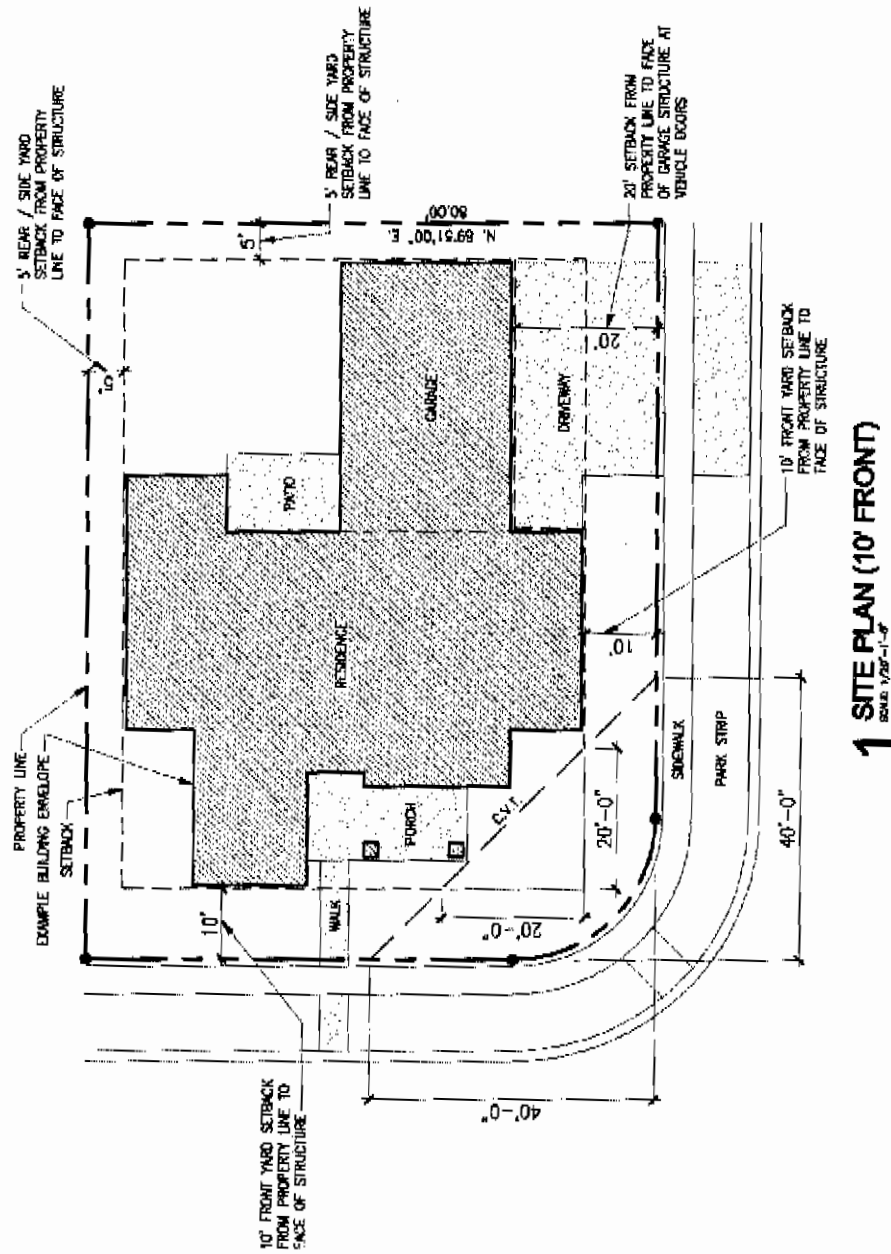 5' REAR / SIDE YARD
SETBACK FROM PROPERTY
LINE TO FACE OF STRUCTURE
5' REAR / SIDE YARD
SETBACK FROM PROPERTY
LINE TO FACE OF STRUCTURE
20' SETBACK FROM
PROPERTY LINE TO FACE
OF GARAGE STRUCTURE AT
VEHICLE DOORS
10' FRONT YARD SETBACK
FROM PROPERTY LINE TO
FACE OF STRUCTURE
PROPERTY LINE
EXAMPLE BUILDING ENVELOPE
SETBACK
10' FRONT YARD SETBACK
FROM PROPERTY LINE TO
FACE OF STRUCTURE
N. 89°51'00" E.
80.00'
5'
5'
GARAGE
20'
DRIVEWAY
PATIO
RESIDENCE
10'
PORCH
WALK
10'
C.V.T.
20'-0"
20'-0"
SIDEWALK
PARK STRIP
40'-0"
40'-0"
1 SITE PLAN (10' FRONT)